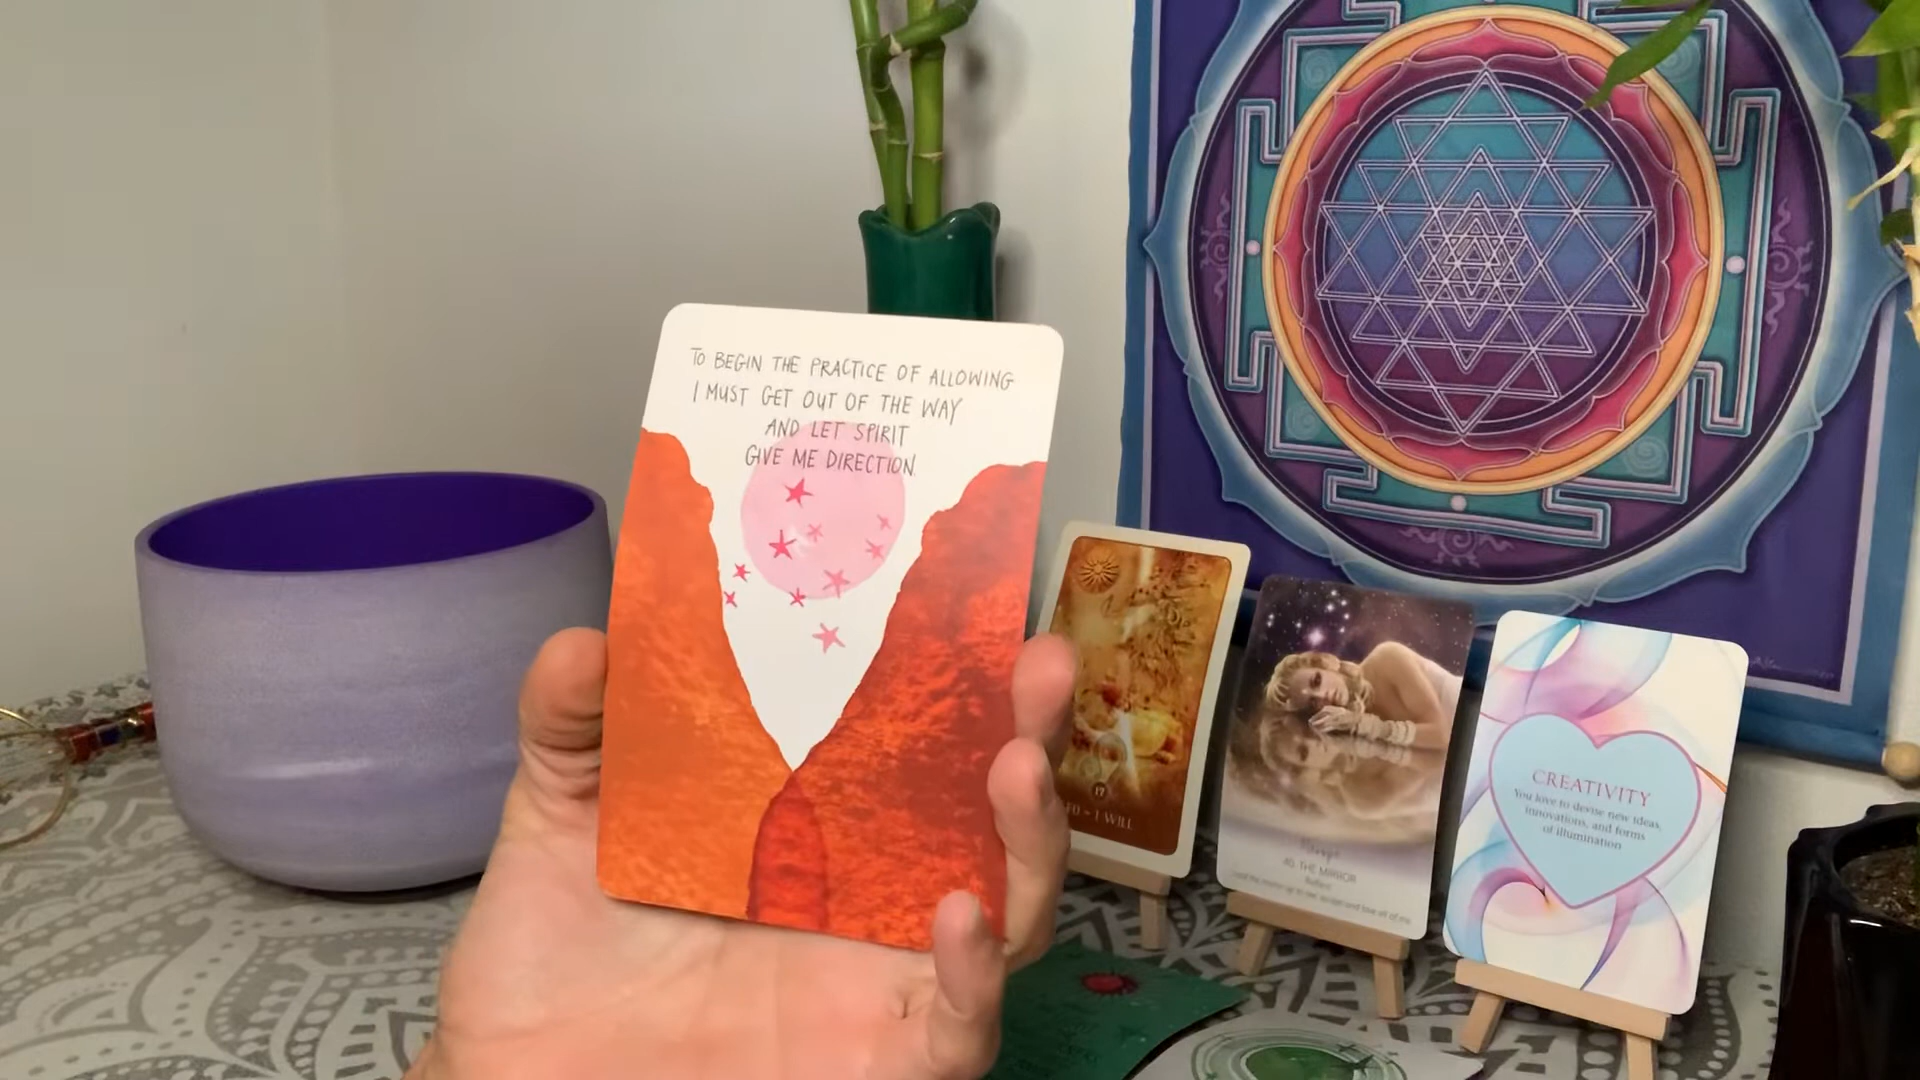 TO BEGIN THE PRACTICE OF ALLOWING
I MUST GET OUT OF THE WAY
AND LET SPIRIT
GIVE ME DIRECTION
17
I WILL
40. THE MIRROR
Reflect
CREATIVITY
You love to devise new ideas,
innovations, and forms
of illumination